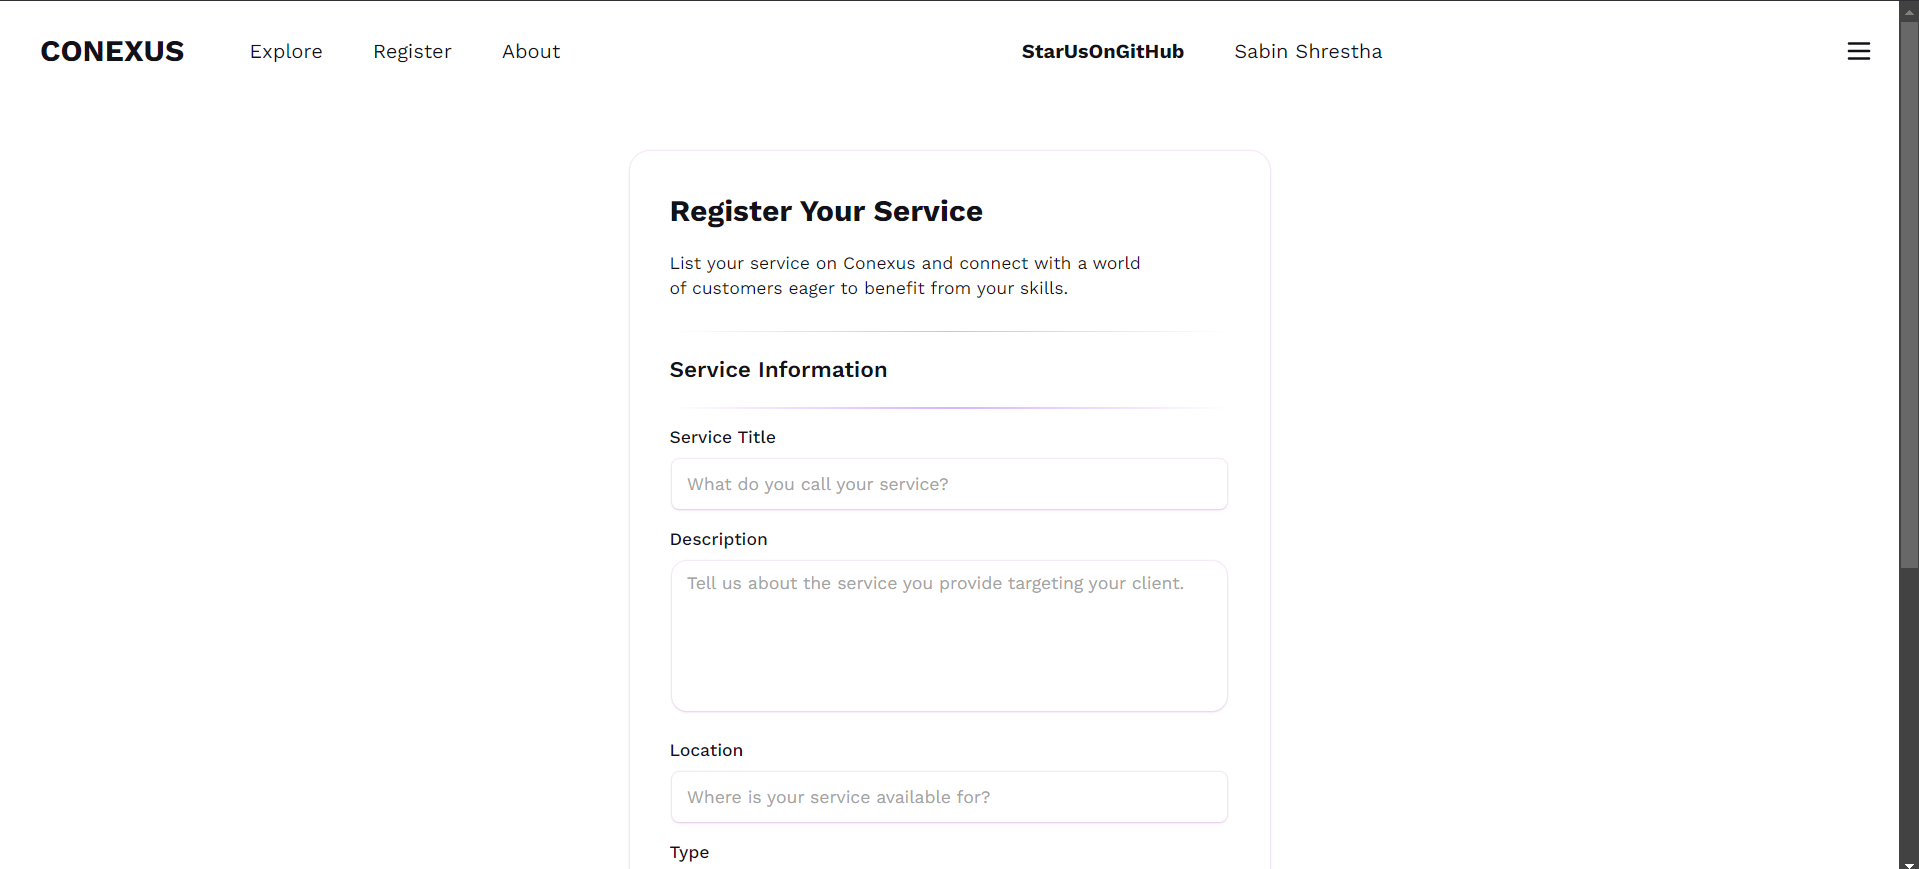 CONEXUS Explore Register About StarUsOnGitHub Sabin Shrestha
Register Your Service
List your service on Conexus and connect with a world
of customers eager to benefit from your skills.
Service Information
Service Title
What do you call your service?
Description
Tell us about the service you provide targeting your client.
Location
Where is your service available for?
Type